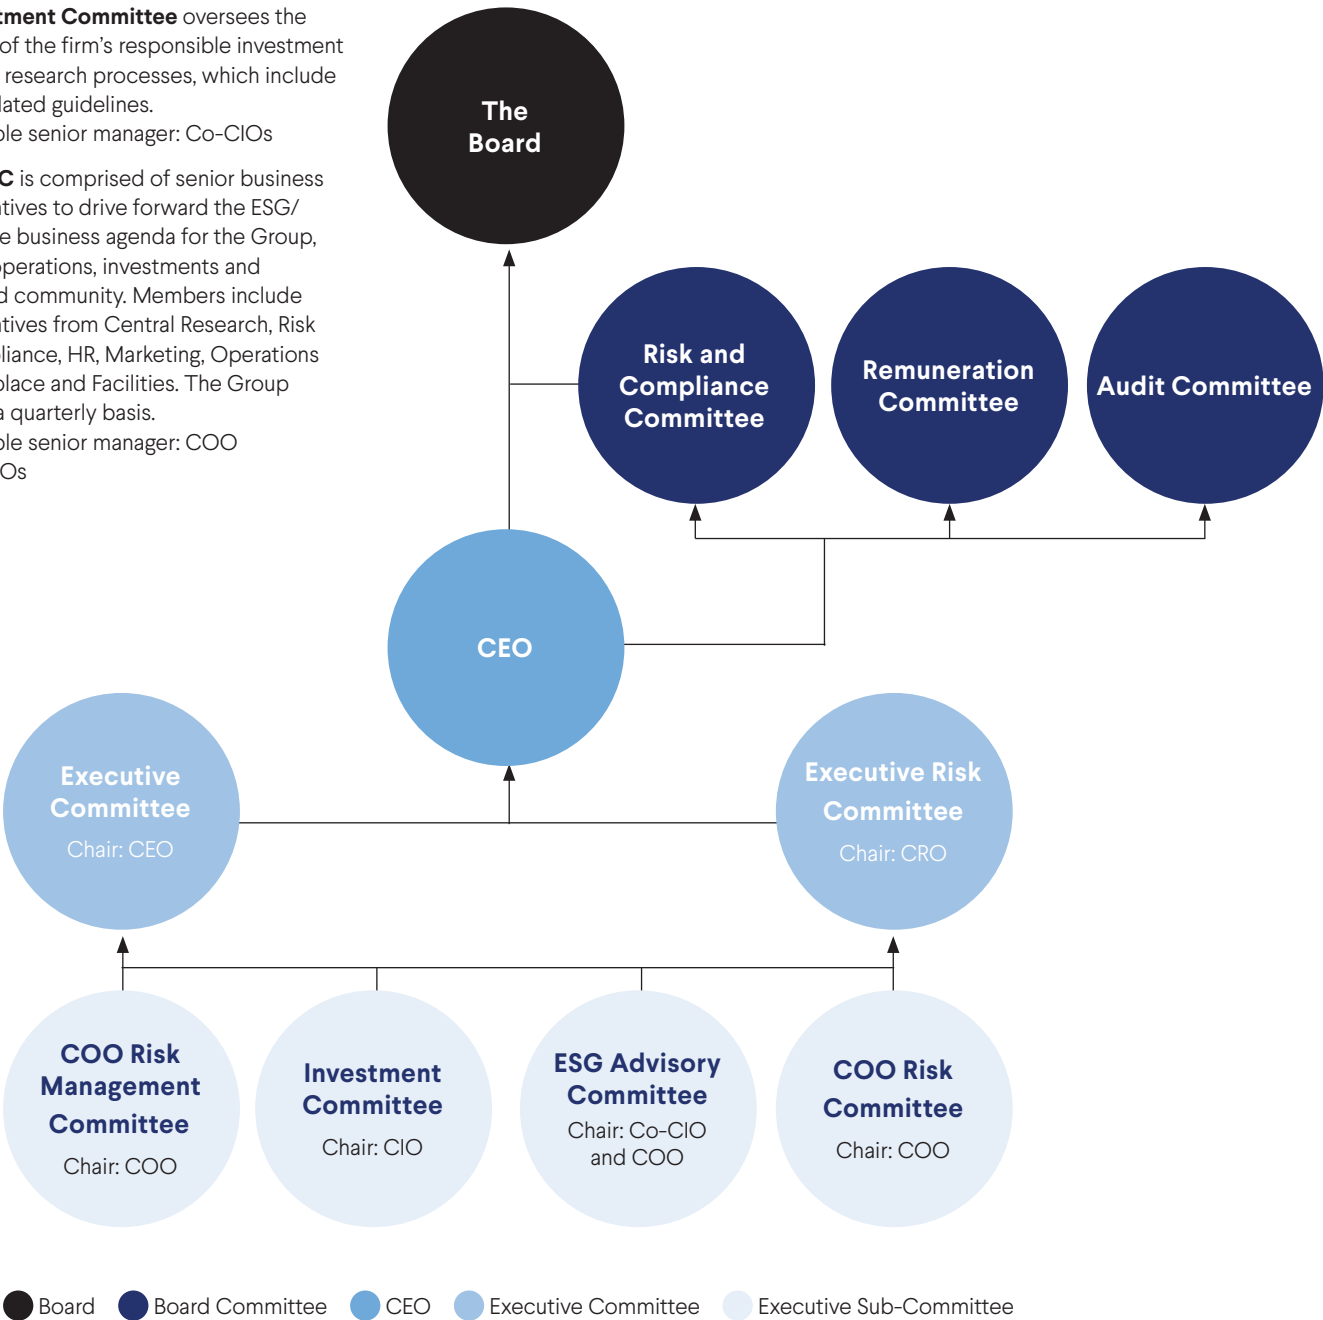 tment Committee oversees the
of the firm's responsible investment
research processes, which include
lated guidelines.
ble senior manager: Co-CIOs
C is comprised of senior business
atives to drive forward the ESG/
e business agenda for the Group,
operations, investments and
d community. Members include
atives from Central Research, Risk
pliance, HR, Marketing, Operations
place and Facilities. The Group
a quarterly basis.
ble senior manager: COO
Os
The
Board
Risk and
Compliance
Committee
Remuneration
Committee
Audit Committee
CEO
Executive
Committee
Chair: CEO
Executive Risk
Committee
Chair: CRO
COO Risk
Management
Committee
Chair: COO
Investment
Committee
Chair: CIO
ESG Advisory
Committee
Chair: Co-CIO
and COO
COO Risk
Committee
Chair: COO
Board
Board Committee
CEO
Executive Committee
Executive Sub-Committee